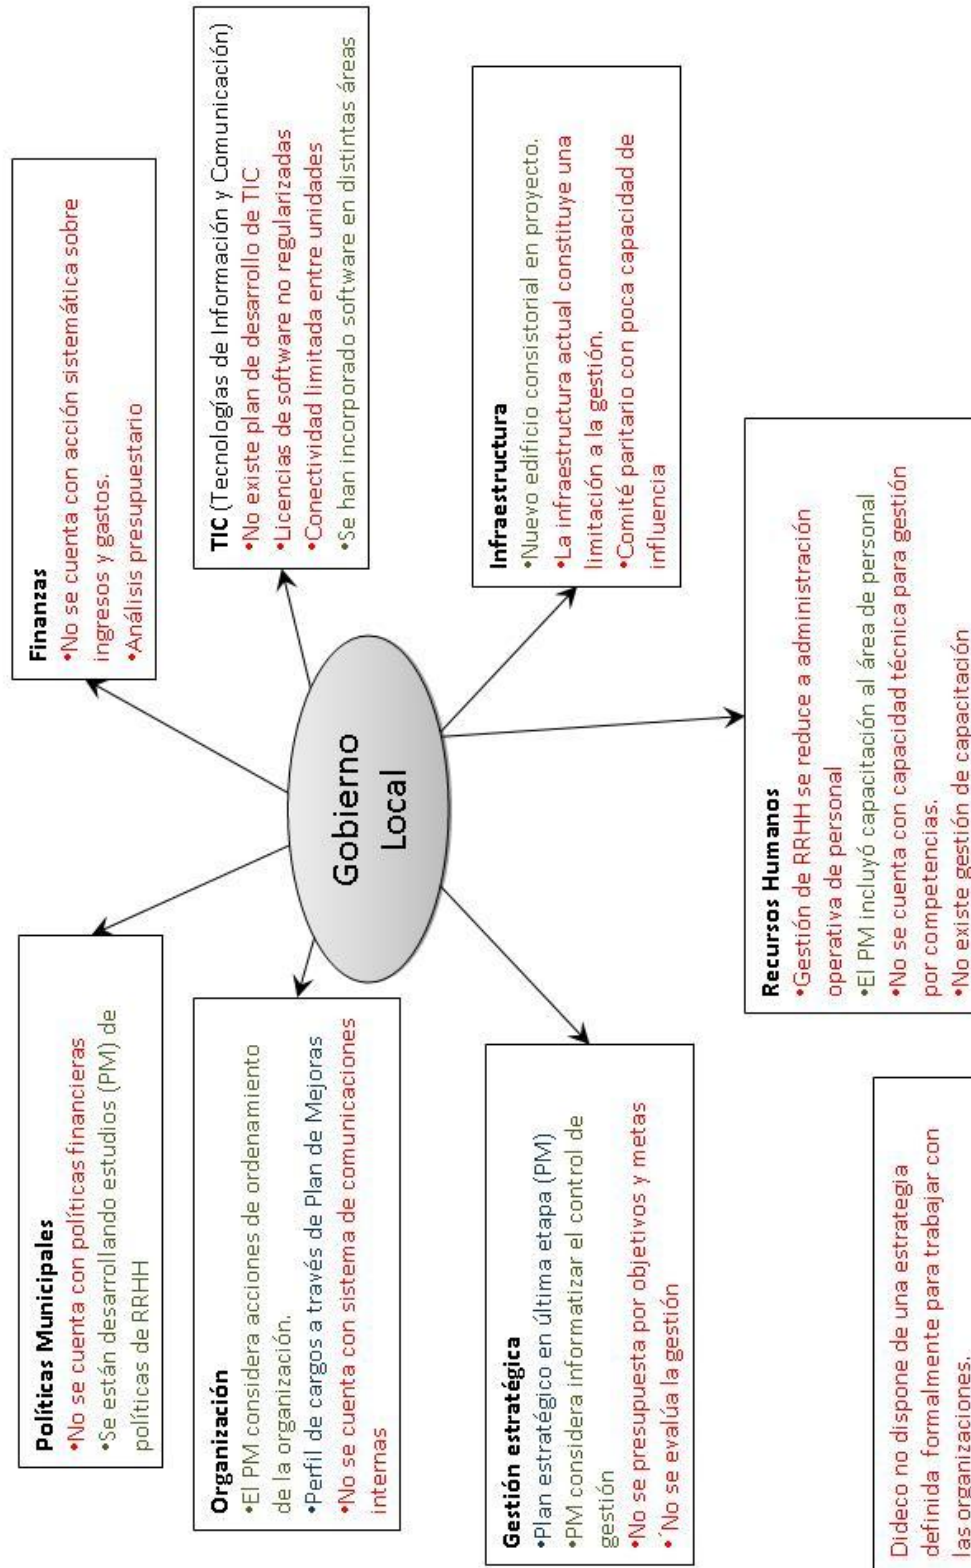 Políticas Municipales
•No se cuenta con políticas financieras
•Se están desarrollando estudios (PM) de
políticas de RRHH
Finanzas
•No se cuenta con acción sistemática sobre
ingresos y gastos.
•Análisis presupuestario
Organización
•El PM considera acciones de ordenamiento
de la organización.
•Perfil de cargos a través de Plan de Mejoras
•No se cuenta con sistema de comunicaciones
internas
TIC (Tecnologías de Información y Comunicación)
•No existe plan de desarrollo de TIC
•Licencias de software no regularizadas
•Conectividad limitada entre unidades
•Se han incorporado software en distintas áreas
Gobierno
Local
Gestión estratégica
•Plan estratégico en última etapa (PM)
•PM considera informatizar el control de
gestión
•No se presupuesta por objetivos y metas
•´No se evalúa la gestión
Infraestructura
•Nuevo edificio consistorial en proyecto.
•La infraestructura actual constituye una
limitación a la gestión.
•Comité paritario con poca capacidad de
influencia
Recursos Humanos
•Gestión de RRHH se reduce a administración
operativa de personal
•El PM incluyó capacitación al área de personal
•No se cuenta con capacidad técnica para gestión
por competencias.
•No existe gestión de capacitación
Dideco no dispone de una estrategia
definida formalmente para trabajar con
las organizaciones.